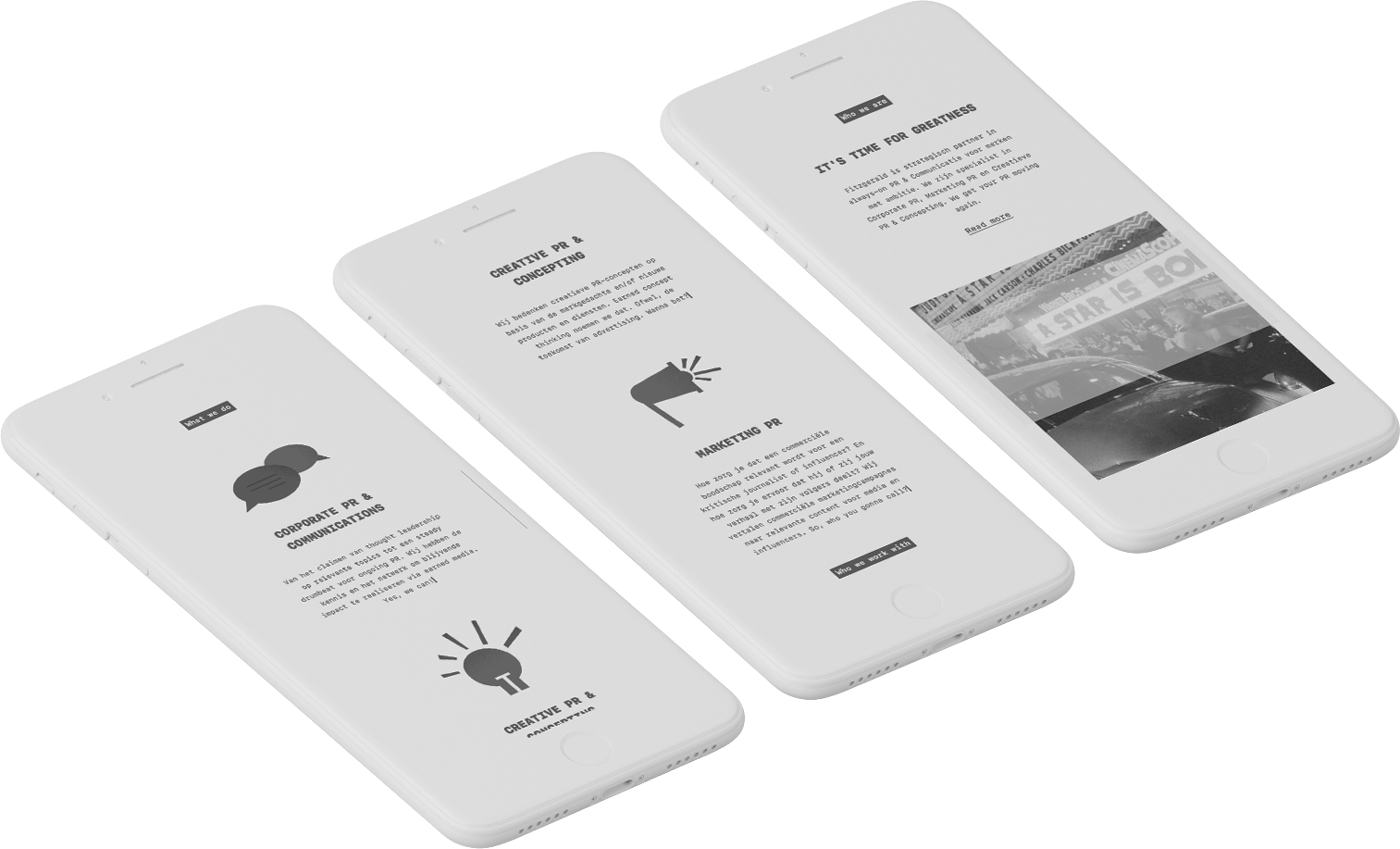 What we do
CORPORATE PR &
COMMUNICATIONS
Van het claimen van thought leadership
op relevante topics tot een steady
drumbeat voor ongoing PR. Wij hebben de
kennis en het netwerk om blijvende
impact te realiseren via earned media.
Yes, we can!
CREATIVE PR &
CONCEPTING
CREATIVE PR &
CONCEPTING
Wij bedenken creatieve PR-concepten op
basis van de merkgedachte en/of nieuwe
producten en diensten. Earned concept
thinking noemen we dat. Ofwel, de
toekomst van advertising. Wanna bet?
MARKETING PR
Hoe zorg je dat een commerciële
boodschap relevant wordt voor een
kritische journalist of influencer? En
hoe zorg je ervoor dat hij of zij jouw
verhaal met zijn volgers deelt? Wij
vertalen commerciële marketingcampagnes
naar relevante content voor media en
influencers. So, who you gonna call?
Who we work with
Who we are
IT'S TIME FOR GREATNESS
Fitzgerald is strategisch partner in
always-on PR & Communicatie voor merken
met ambitie. We zijn specialist in
Corporate PR, Marketing PR en Creatieve
PR & Concepting. We get your PR moving
again.
Read more
A STAR
JACK CARSON CHARLES BICKFORD
CINEMASCOP
A STAR IS BO